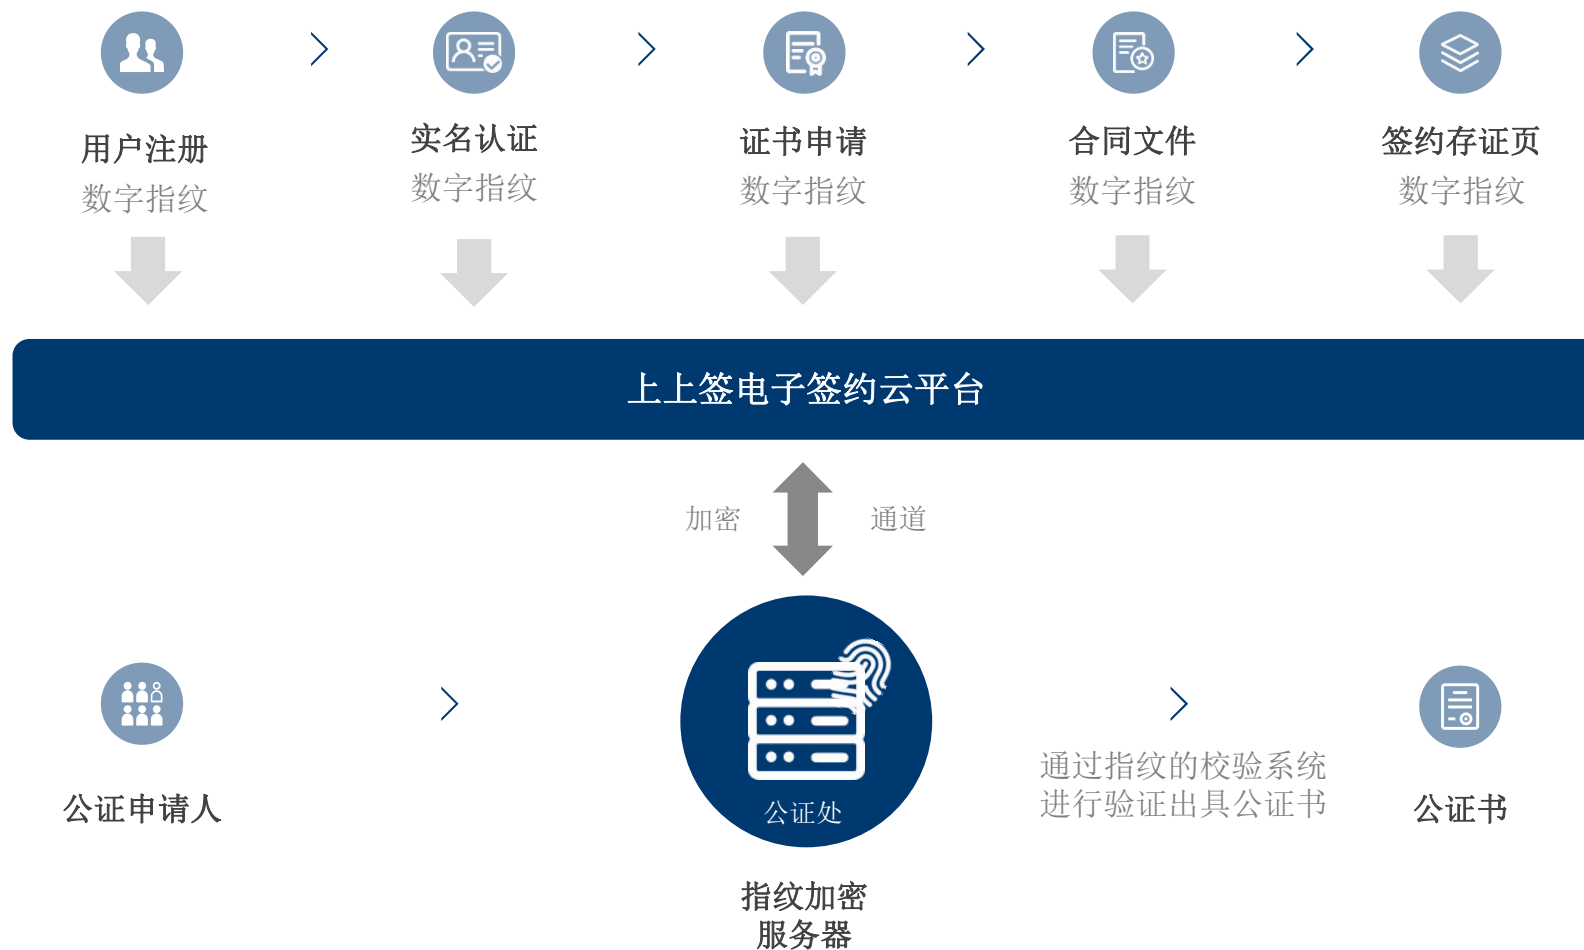 用户注册
数字指纹
实名认证
数字指纹
证书申请
数字指纹
合同文件
数字指纹
签约存证页
数字指纹
上上签电子签约云平台
加密
通道
公证申请人
公证处
指纹加密
服务器
通过指纹的校验系统
进行验证出具公证书
公证书